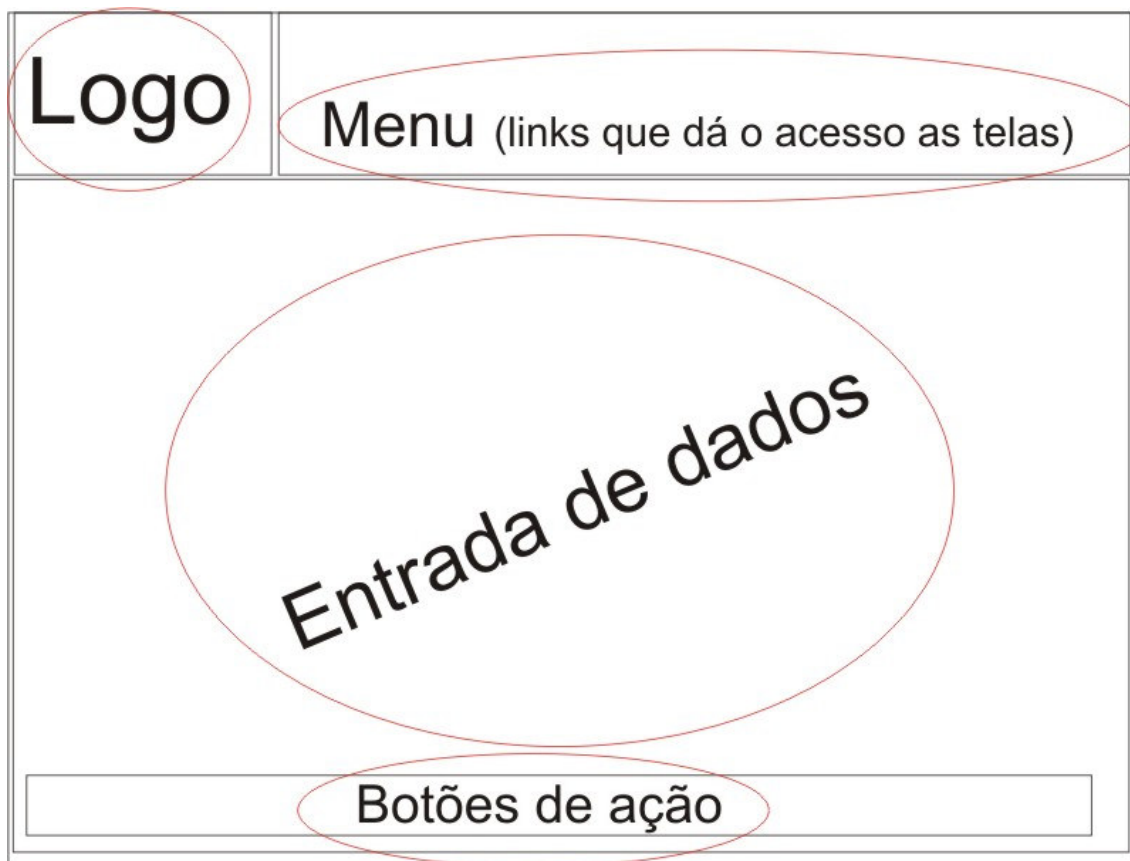 Logo
Menu (links que dá o acesso as telas)
Entrada de dados
Botões de ação